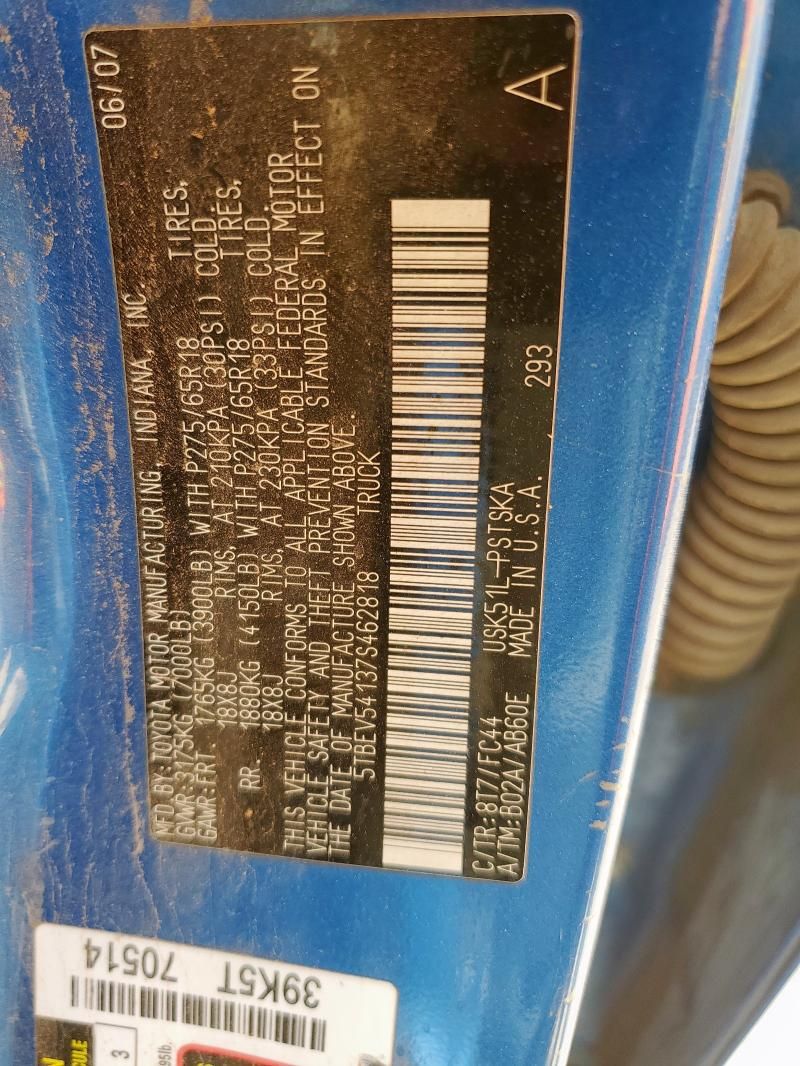 MFD. BY: TOYOTA MOTOR MANUFACTURING, INDIANA, INC. 06/07
GVWR: 3175KG (7000LB)
GAWR: FRT. 1765KG (3900LB) WITH P275/65R18 TIRES,
18X8J RIMS, AT 210KPA (30PSI) COLD
RR. 1880KG (4150LB) WITH P275/65R18 TIRES,
18X8J RIMS, AT 230KPA (33PSI) COLD
THIS VEHICLE CONFORMS TO ALL APPLICABLE FEDERAL MOTOR
VEHICLE SAFETY AND THEFT PREVENTION STANDARDS IN EFFECT ON
THE DATE OF MANUFACTURE SHOWN ABOVE.
5TBEV54137S462818 TRUCK
C/TR: 8T7/FC44 USK51L-PSTSKA
A/TM: B02A/AB60E MADE IN U.S.A. 293 A
39K5T 70514
3
95lb.